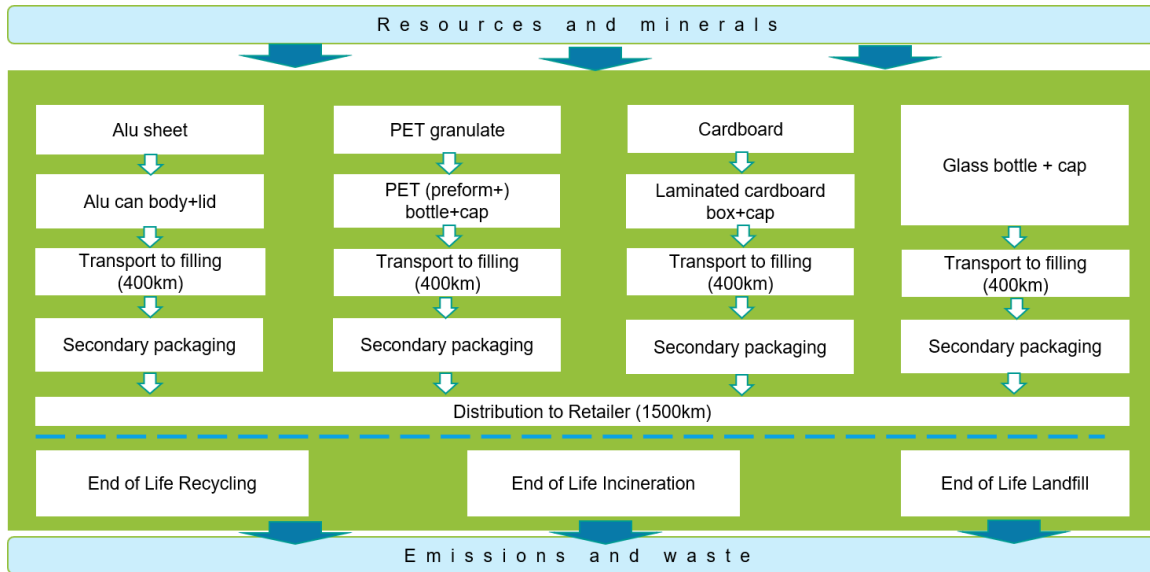 Resources and minerals
Alu sheet
PET granulate
Cardboard
Glass bottle + cap
Alu can body+lid
PET (preform+)
bottle+cap
Laminated cardboard
box+cap
Transport to filling
(400km)
Transport to filling
(400km)
Transport to filling
(400km)
Transport to filling
(400km)
Secondary packaging
Secondary packaging
Secondary packaging
Secondary packaging
Distribution to Retailer (1500km)
End of Life Recycling
End of Life Incineration
End of Life Landfill
Emissions and waste